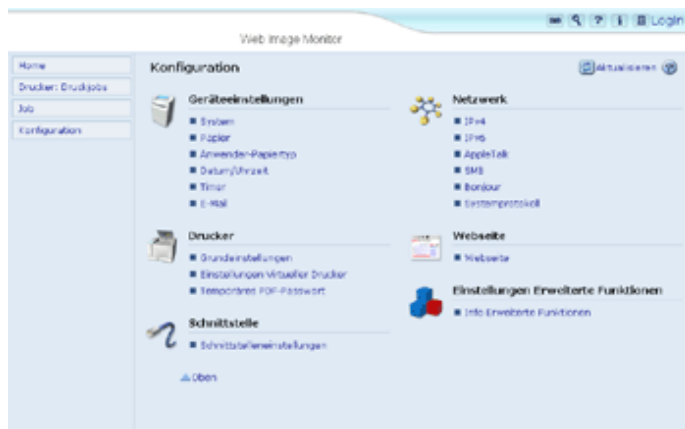 Login
Web Image Monitor
Home
Drucker: Druckjobs
Job
Konfiguration
Konfiguration
Aktualisieren
Geräteeinstellungen
System
Papier
Anwender-Papiertyp
Datum/Uhrzeit
Timer
E-Mail
Netzwerk
IPv4
IPv6
AppleTalk
SMB
Bonjour
Systemprotokoll
Drucker
Grundeinstellungen
Einstellungen Virtueller Drucker
Temporäres PDF-Passwort
Webseite
Webseite
Einstellungen Erweiterte Funktionen
Info Erweiterte Funktionen
Schnittstelle
Schnittstelleneinstellungen
Oben